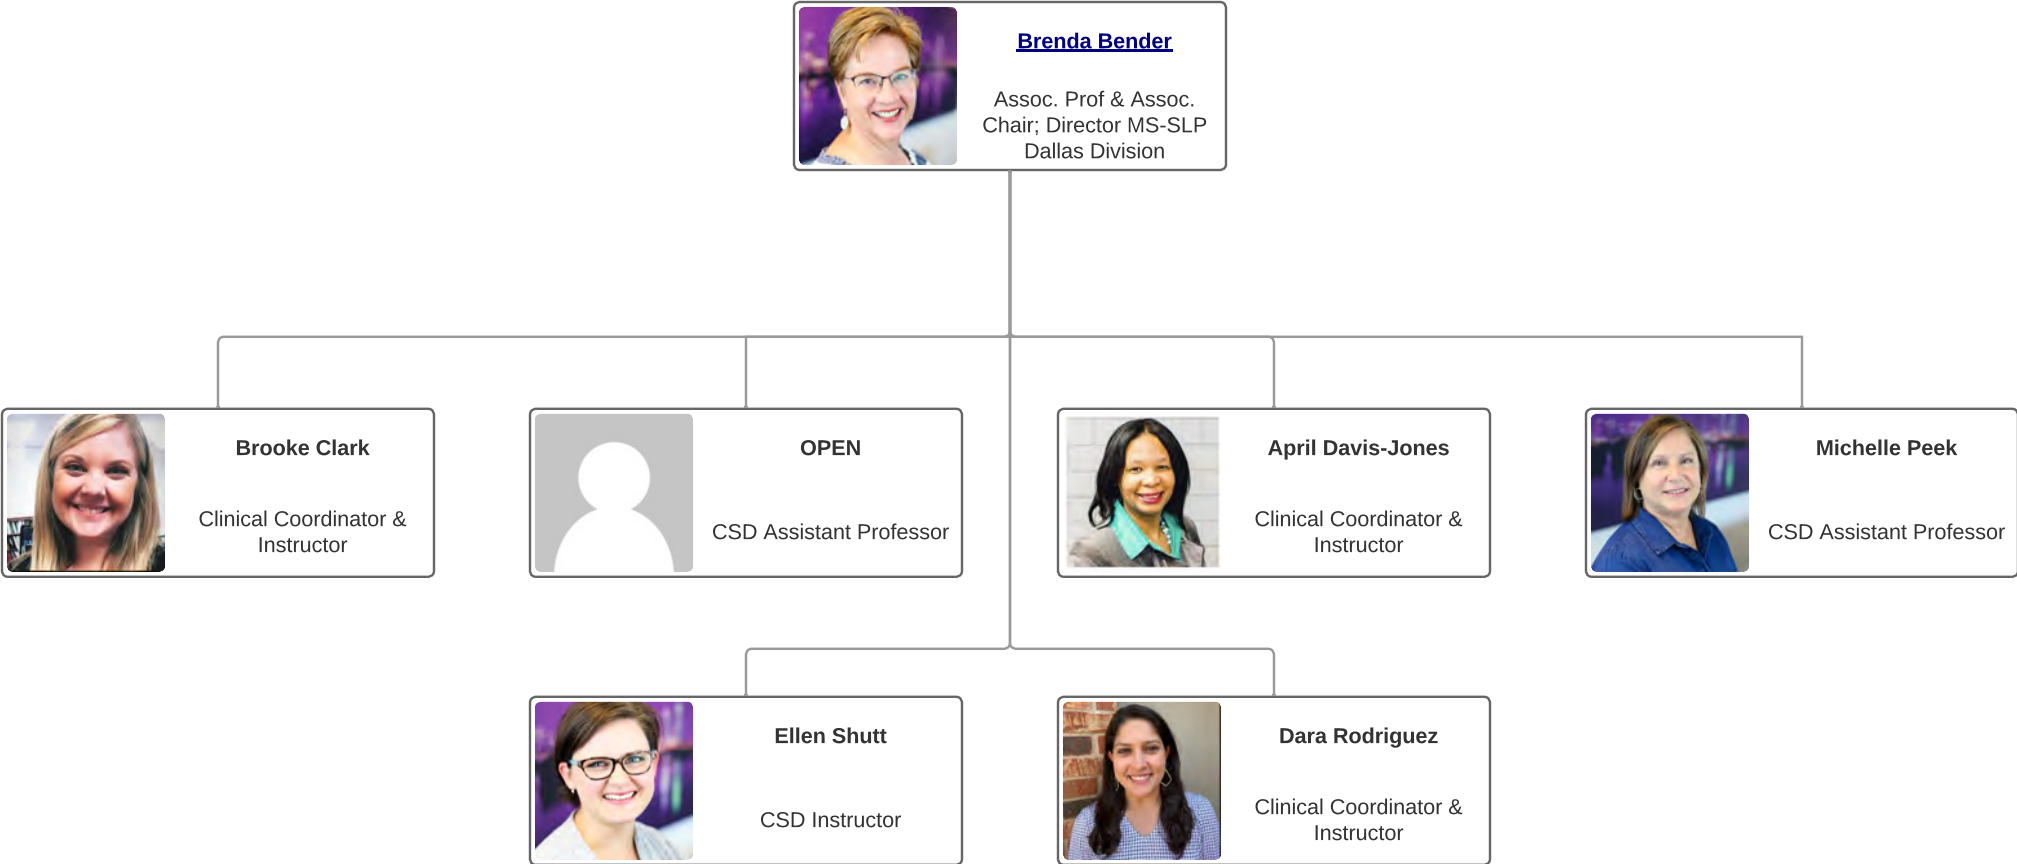 Brenda Bender
Assoc. Prof & Assoc.
Chair; Director MS-SLP
Dallas Division
Brooke Clark
Clinical Coordinator &
Instructor
OPEN
CSD Assistant Professor
April Davis-Jones
Clinical Coordinator &
Instructor
Michelle Peek
CSD Assistant Professor
Ellen Shutt
CSD Instructor
Dara Rodriguez
Clinical Coordinator &
Instructor